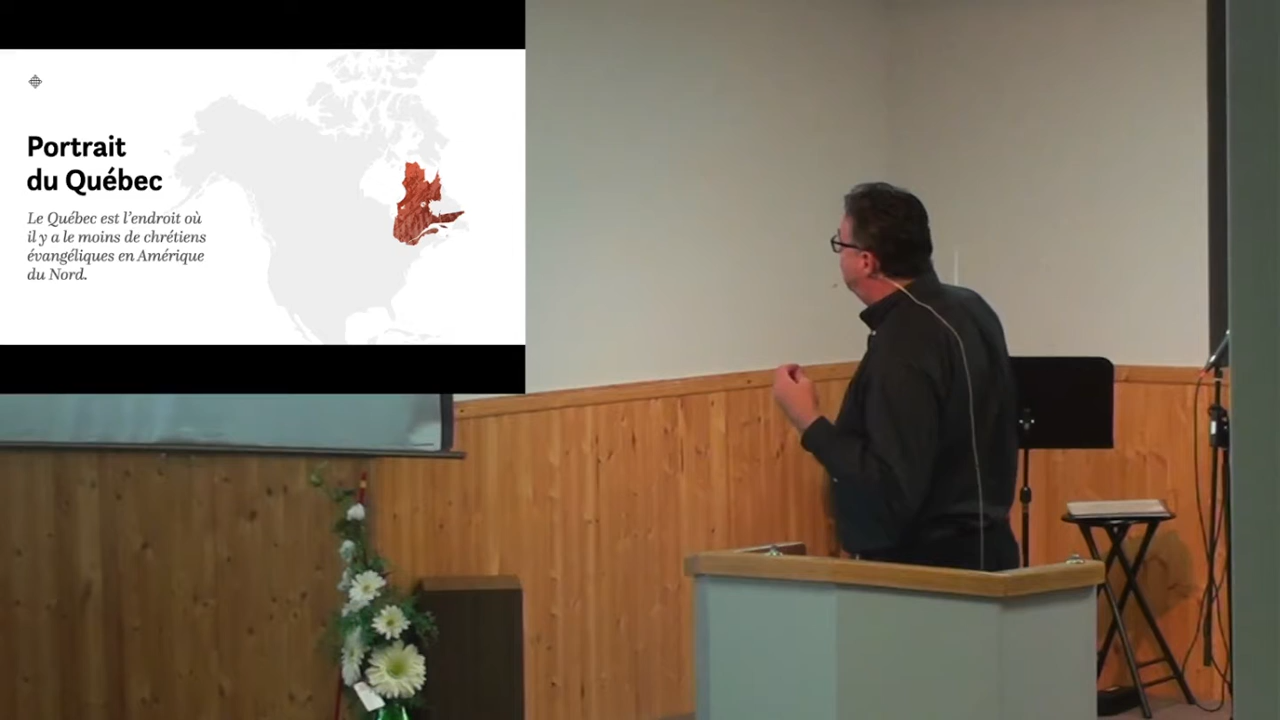 Portrait
du Québec
Le Québec est l'endroit où
il y a le moins de chrétiens
évangéliques en Amérique
du Nord.